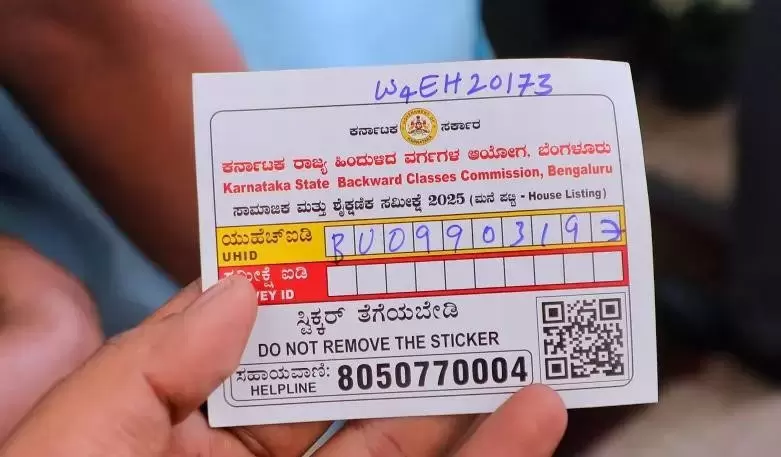 W4EH20173
ಕರ್ನಾಟಕ ಸರ್ಕಾರ
ಕರ್ನಾಟಕ ರಾಜ್ಯ ಹಿಂದುಳಿದ ವರ್ಗಗಳ ಆಯೋಗ, ಬೆಂಗಳೂರು
Karnataka State Backward Classes Commission, Bengaluru
ಸಾಮಾಜಿಕ ಮತ್ತು ಶೈಕ್ಷಣಿಕ ಸಮೀಕ್ಷೆ 2025 (ಮನೆ ಪಟ್ಟಿ - House Listing)
ಯುಹೆಚ್ಐಡಿ
UHID
BU09903197
ಐಡಿ
ID
ಸ್ಟಿಕ್ಕರ್ ತೆಗೆಯಬೇಡಿ
DO NOT REMOVE THE STICKER
ಸಹಾಯವಾಣಿ:
HELPLINE
8050770004